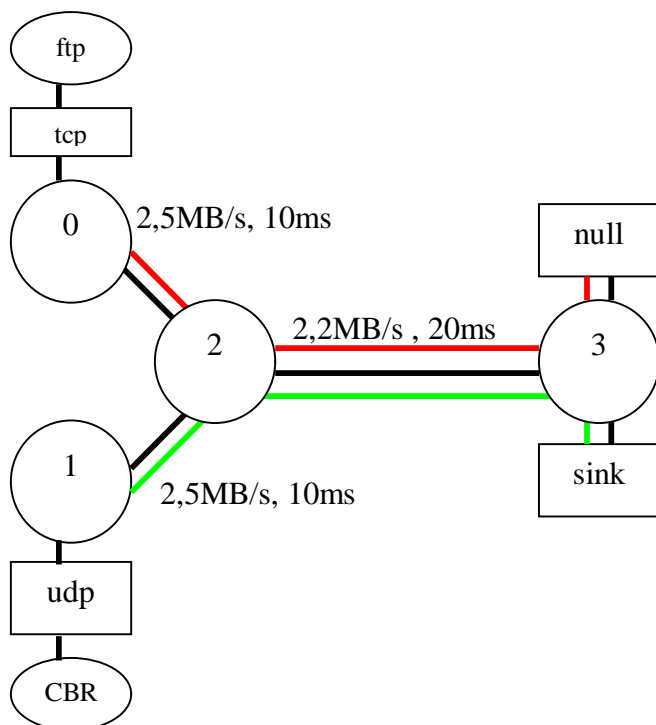 ftp
tcp
0
2,5MB/s, 10ms
null
2
2,2MB/s , 20ms
3
1
2,5MB/s, 10ms
sink
udp
CBR